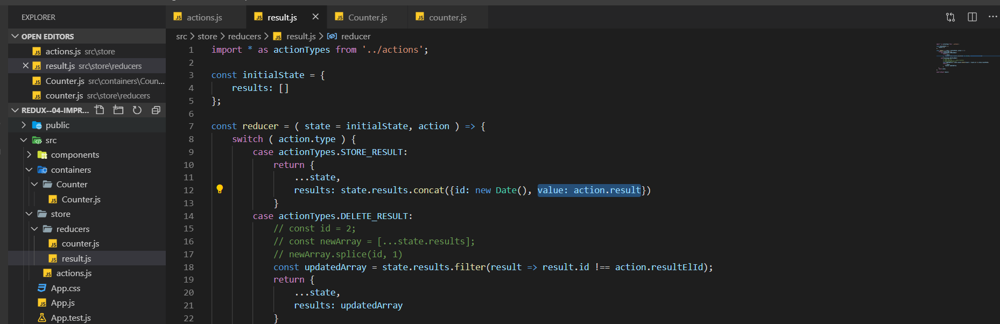 EXPLORER
OPEN EDITORS
actions.js src\store
result.js src\store\reducers
Counter.js src\containers\Coun...
counter.js src\store\reducers
REDUX--04-IMPR...
public
src
components
containers
Counter
Counter.js
store
reducers
counter.js
result.js
actions.js
App.css
App.js
App.test.js
actions.js result.js Counter.js counter.js
src > store > reducers > result.js > reducer
1 import * as actionTypes from '../actions';
2
3 const initialState = {
4 results: []
5 };
6
7 const reducer = ( state = initialState, action ) => {
8 switch ( action.type ) {
9 case actionTypes.STORE_RESULT:
10 return {
11 ...state,
12 results: state.results.concat({id: new Date(), value: action.result})
13 }
14 case actionTypes.DELETE_RESULT:
15 // const id = 2;
16 // const newArray = [...state.results];
17 // newArray.splice(id, 1)
18 const updatedArray = state.results.filter(result => result.id !== action.resultElId);
19 return {
20 ...state,
21 results: updatedArray
22 }